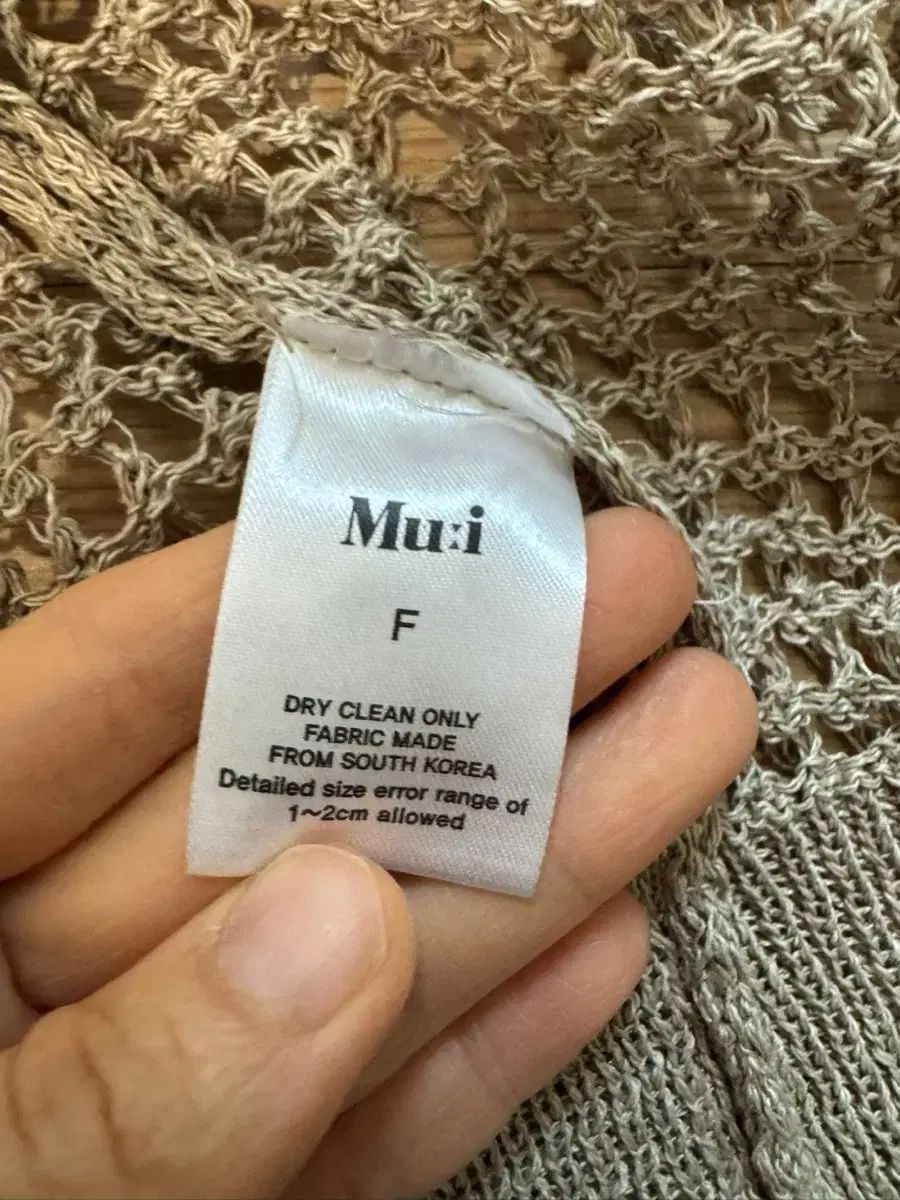 Mu:i
F
DRY CLEAN ONLY
FABRIC MADE
FROM SOUTH KOREA
Detailed size error range of
1~2cm allowed